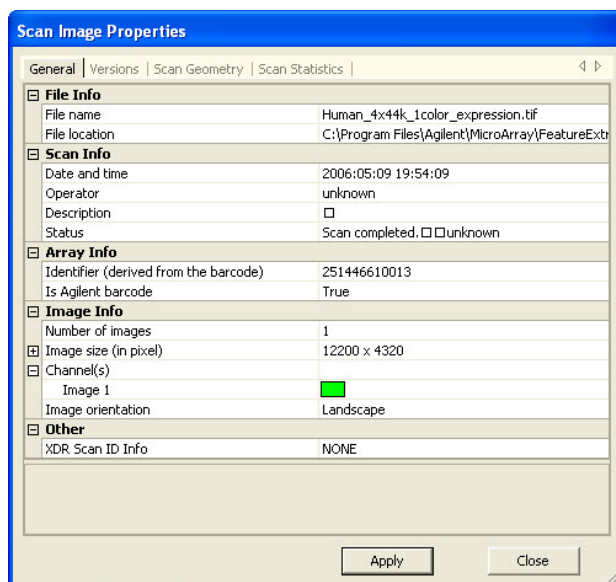 Scan Image Properties
General | Versions | Scan Geometry | Scan Statistics |
File Info
File name Human_4x44k_1color_expression.tif
File location C:\Program Files\Agilent\MicroArray\FeatureExtr
Scan Info
Date and time 2006:05:09 19:54:09
Operator unknown
Description □
Status Scan completed.□□unknown
Array Info
Identifier (derived from the barcode) 251446610013
Is Agilent barcode True
Image Info
Number of images 1
Image size (in pixel) 12200 x 4320
Channel(s)
Image 1
Image orientation Landscape
Other
XDR Scan ID Info NONE
Apply Close